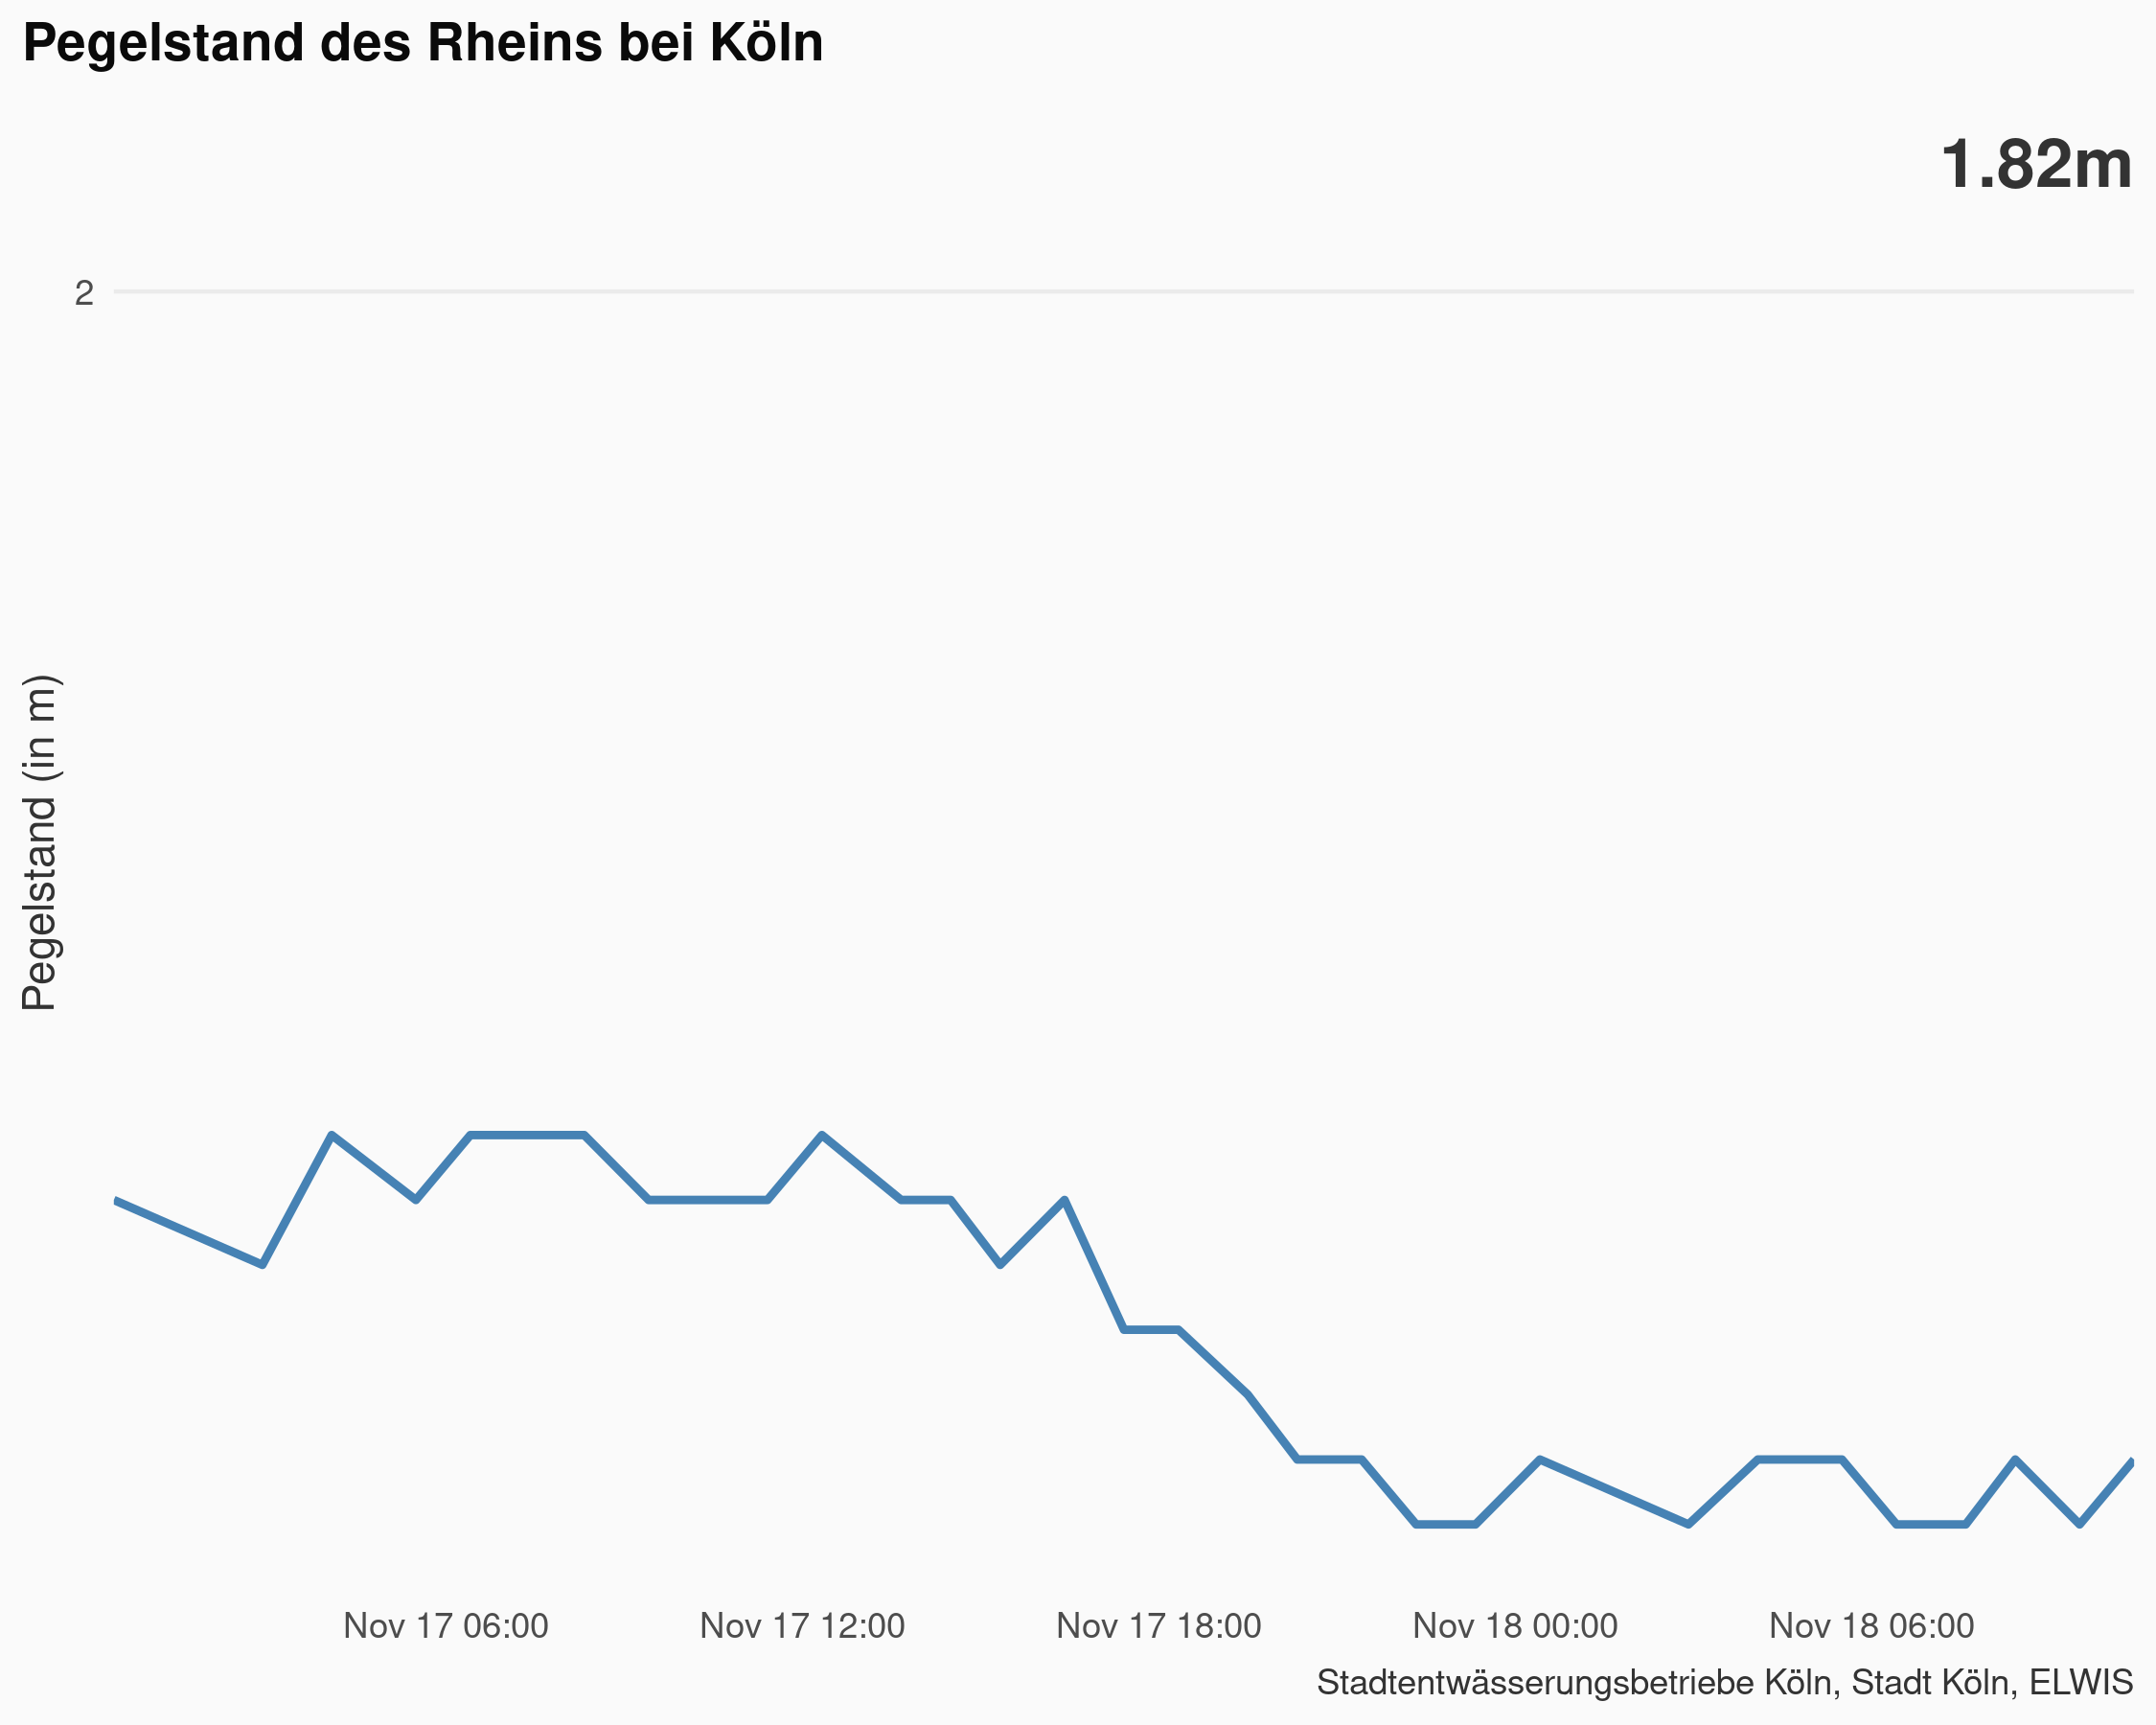 Pegelstand des Rheins bei Köln
1.82m
2
Pegelstand (in m)
Nov 17 06:00
Nov 17 12:00
Nov 17 18:00
Nov 18 00:00
Nov 18 06:00
Stadtentwässerungsbetriebe Köln, Stadt Köln, ELWIS